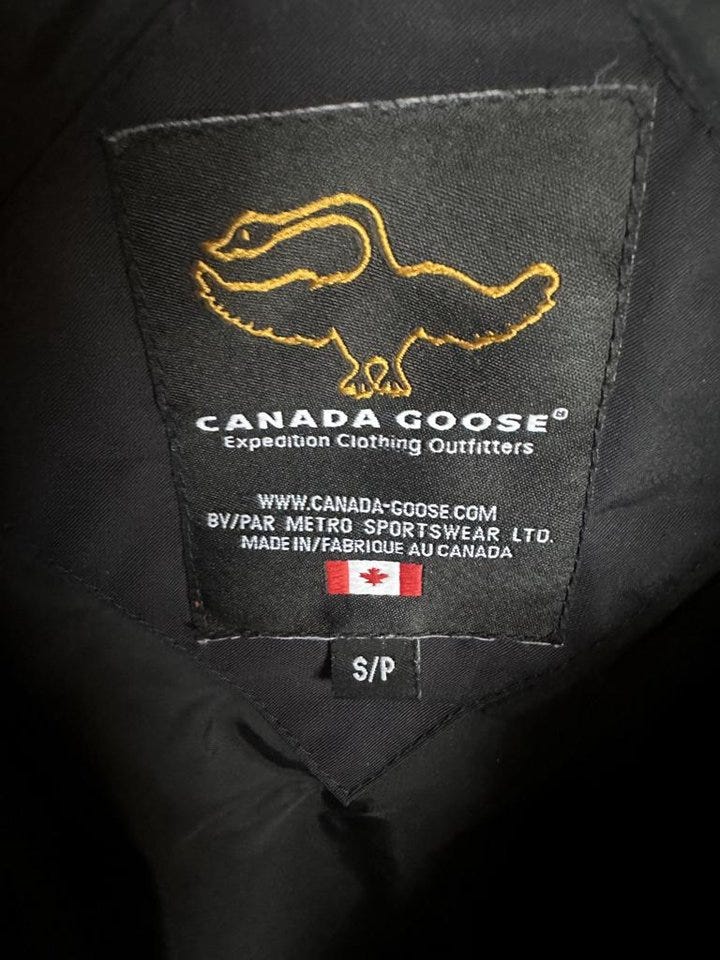 CANADA GOOSE®
Expedition Clothing Outfitters
WWW.CANADA-GOOSE.COM
BY/PAR METRO SPORTSWEAR LTD.
MADE IN/FABRIQUE AU CANADA
S/P